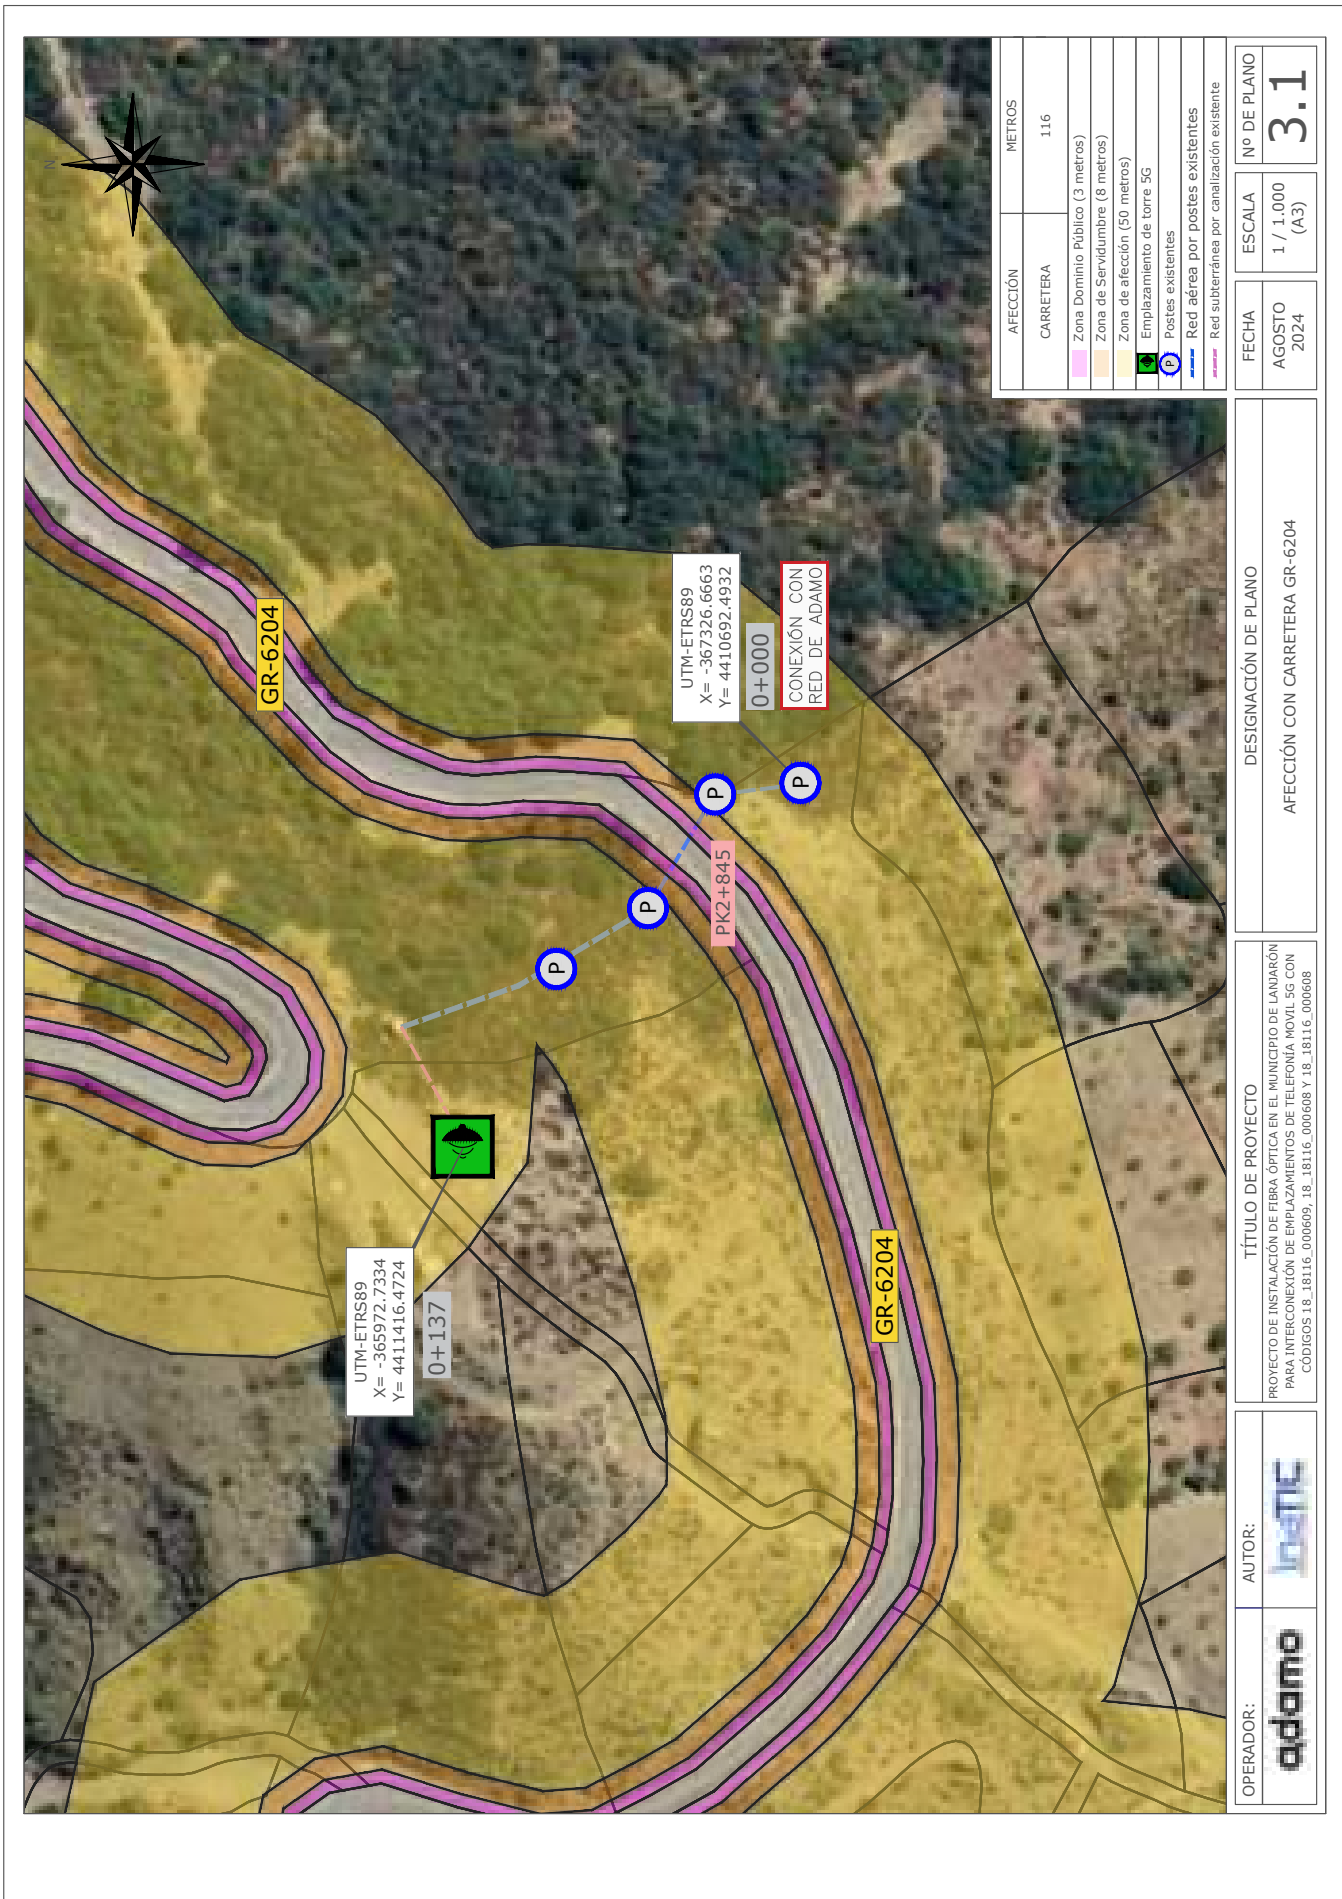 N
GR-6204
UTM-ETRS89
X= -367326.6663
Y= 4410692.4932
0+000
CONEXIÓN CON
RED DE ADAMO
P
P
P
P
PK2+845
UTM-ETRS89
X= -365972.7334
Y= 4411416.4724
0+137
GR-6204
AFECCIÓN METROS
CARRETERA 116
Zona Dominio Público (3 metros)
Zona de Servidumbre (8 metros)
Zona de afección (50 metros)
Emplazamiento de torre 5G
P Postes existentes
Red aérea por postes existentes
Red subterránea por canalización existente
OPERADOR:
adamo
AUTOR:
ineTIC
TÍTULO DE PROYECTO
PROYECTO DE INSTALACIÓN DE FIBRA ÓPTICA EN EL MUNICIPIO DE LANJARÓN
PARA INTERCONEXIÓN DE EMPLAZAMIENTOS DE TELEFONÍA MOVIL 5G CON
CÓDIGOS 18_18116_000609, 18_18116_000608 Y 18_18116_000608
DESIGNACIÓN DE PLANO
AFECCIÓN CON CARRETERA GR-6204
FECHA
AGOSTO
2024
ESCALA
1 / 1.000
(A3)
Nº DE PLANO
3.1